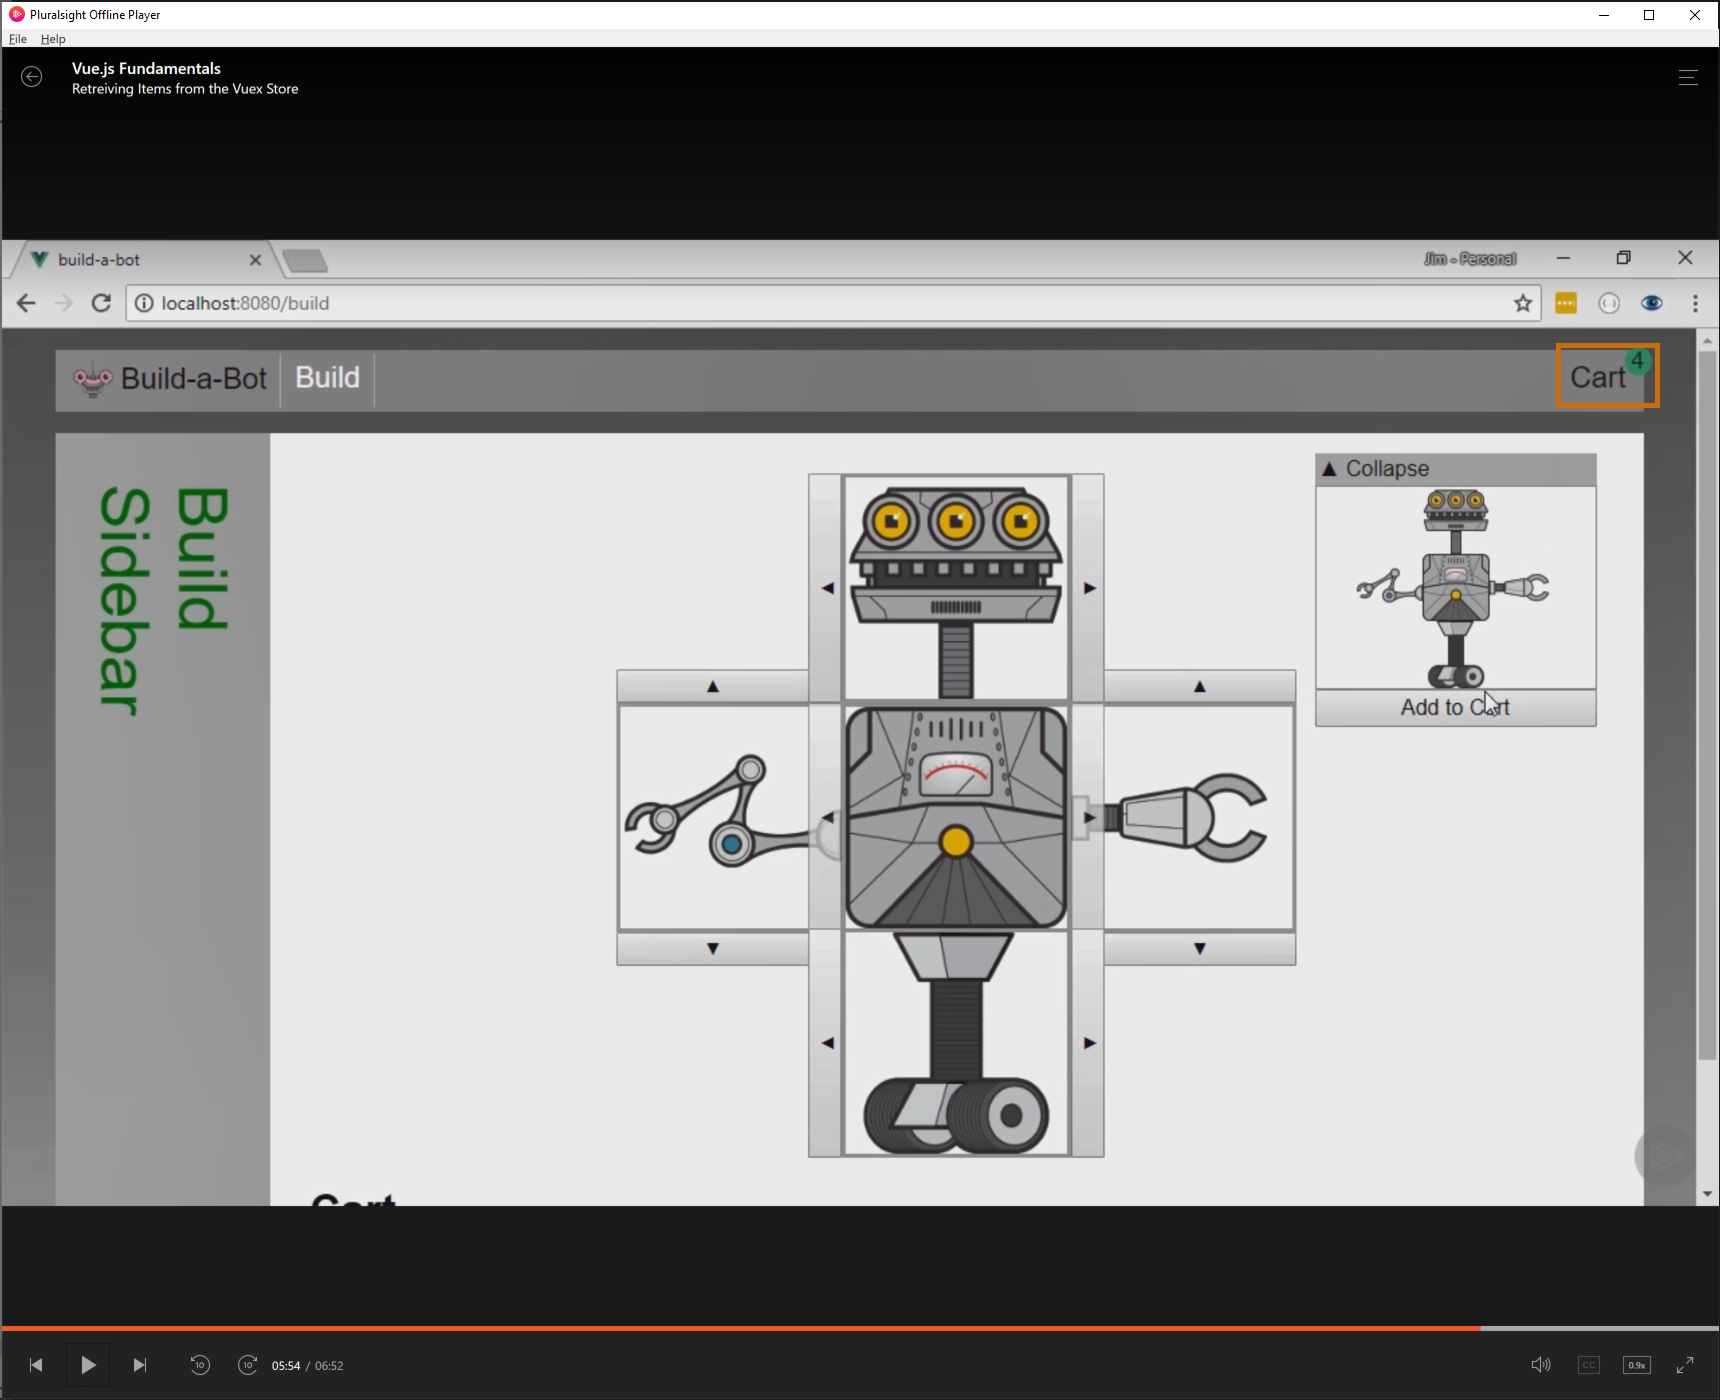 Pluralsight Offline Player
File Help
Vue.js Fundamentals
Retreiving Items from the Vuex Store
build-a-bot
Jim - Personal
localhost:8080/build
Build-a-Bot
Build
Cart
4
Build
Sidebar
▲ Collapse
Add to Cart
Cart
10
10
05:54 / 06:52
CC
0.9x